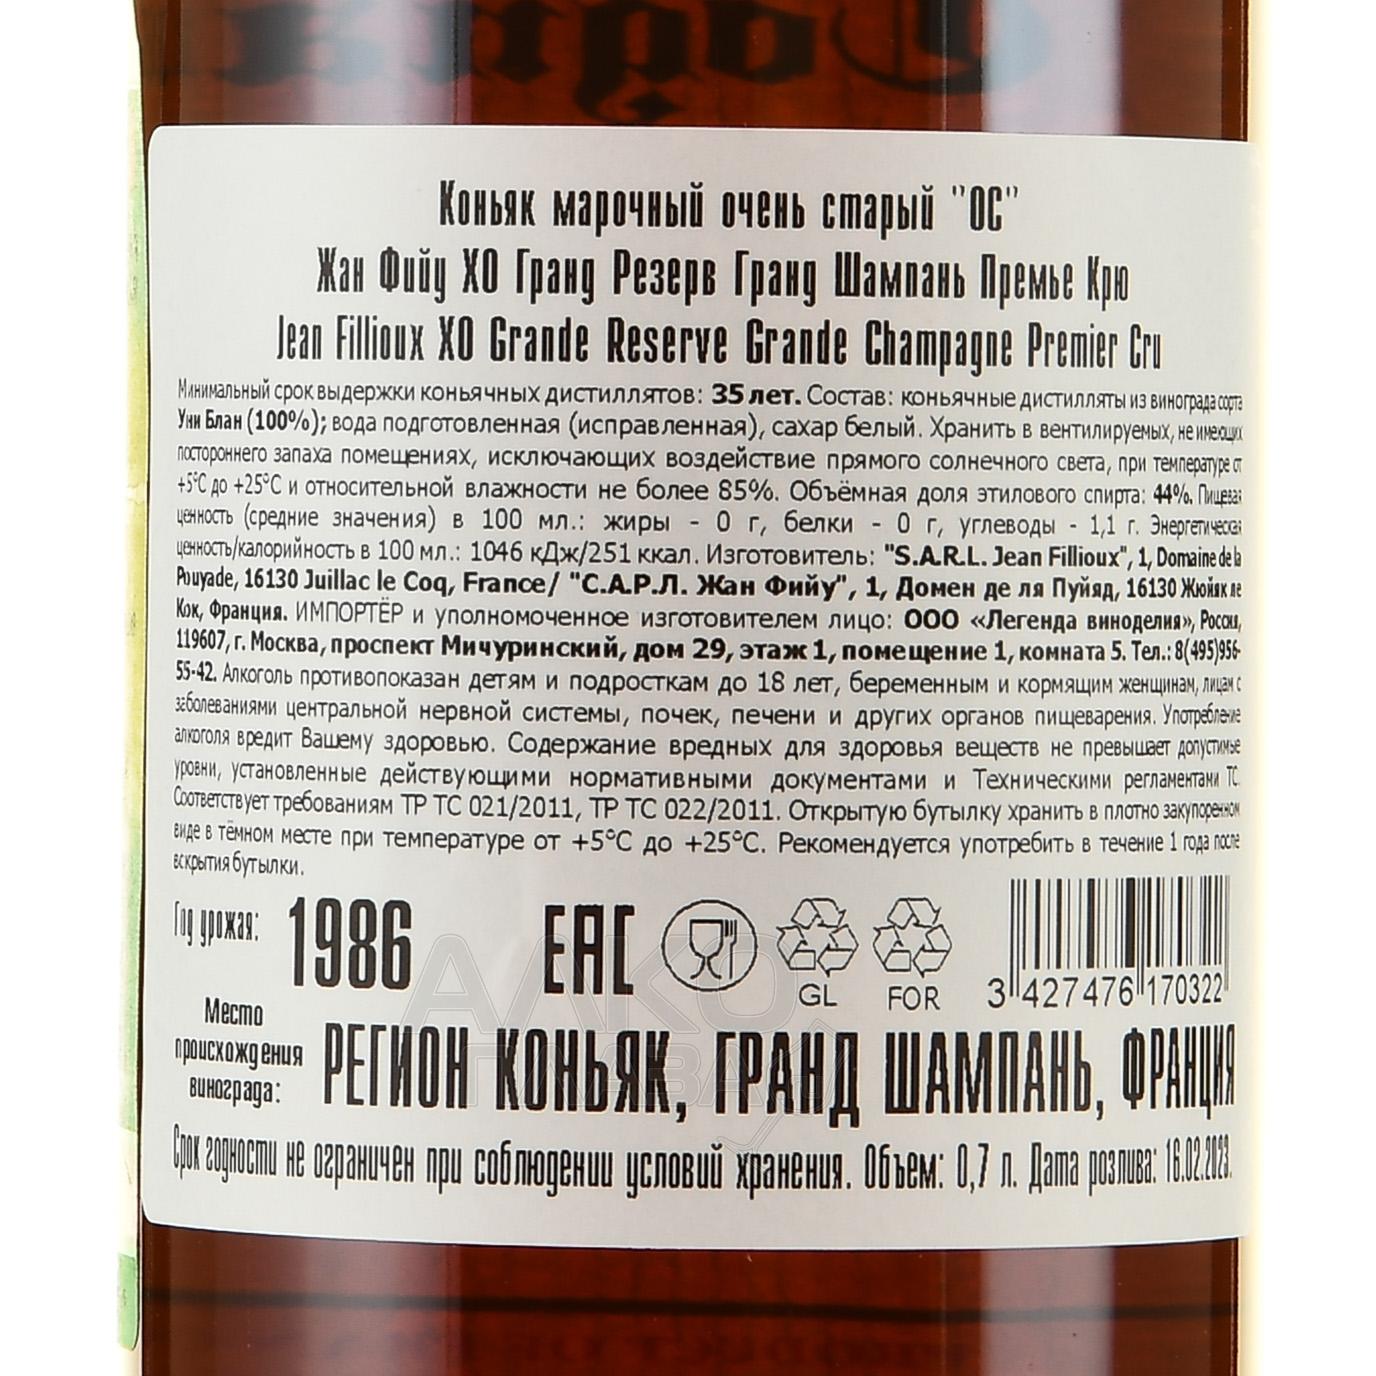 Коньяк марочный очень старый "ОС"
Жан Фийу ХО Гранд Резерв Гранд Шампань Премье Крю
Jean Fillioux XO Grande Reserve Grande Champagne Premier Cru
Минимальный срок выдержки коньячных дистиллятов: 35 лет. Состав: коньячные дистилляты из винограда сорта
Уни Блан (100%); вода подготовленная (исправленная), сахар белый. Хранить в вентилируемых, не имеющих
постороннего запаха помещениях, исключающих воздействие прямого солнечного света, при температуре от
+5°C до +25°C и относительной влажности не более 85%. Объёмная доля этилового спирта: 44%. Пищевая
ценность (средние значения) в 100 мл.: жиры - 0 г, белки - 0 г, углеводы - 1,1 г. Энергетическая
ценность/калорийность в 100 мл.: 1046 кДж/251 ккал. Изготовитель: "S.A.R.L. Jean Fillioux", 1, Domaine de la
Pouyade, 16130 Juillac le Coq, France/ "С.А.Р.Л. Жан Фийу", 1, Домен де ля Пуйяд, 16130 Жюйяк ле
Кок, Франция. ИМПОРТЁР и уполномоченное изготовителем лицо: ООО «Легенда виноделия», Россия,
119607, г. Москва, проспект Мичуринский, дом 29, этаж 1, помещение 1, комната 5. Тел.: 8(495)956-
55-42. Алкоголь противопоказан детям и подросткам до 18 лет, беременным и кормящим женщинам, лицам с
заболеваниями центральной нервной системы, почек, печени и других органов пищеварения. Употребление
алкоголя вредит Вашему здоровью. Содержание вредных для здоровья веществ не превышает допустимые
уровни, установленные действующими нормативными документами и Техническими регламентами ТС.
Соответствует требованиям ТР ТС 021/2011, ТР ТС 022/2011. Открытую бутылку хранить в плотно закупоренном
виде в тёмном месте при температуре от +5°C до +25°C. Рекомендуется употребить в течение 1 года после
вскрытия бутылки.
Год урожая: 1986
EAC
GL
FOR
3 427476 170322
Место
происхождения
винограда:
РЕГИОН КОНЬЯК, ГРАНД ШАМПАНЬ, ФРАНЦИЯ
Срок годности не ограничен при соблюдении условий хранения. Объем: 0,7 л. Дата розлива: 16.02.2023.
АЛКО
ГЛАВА